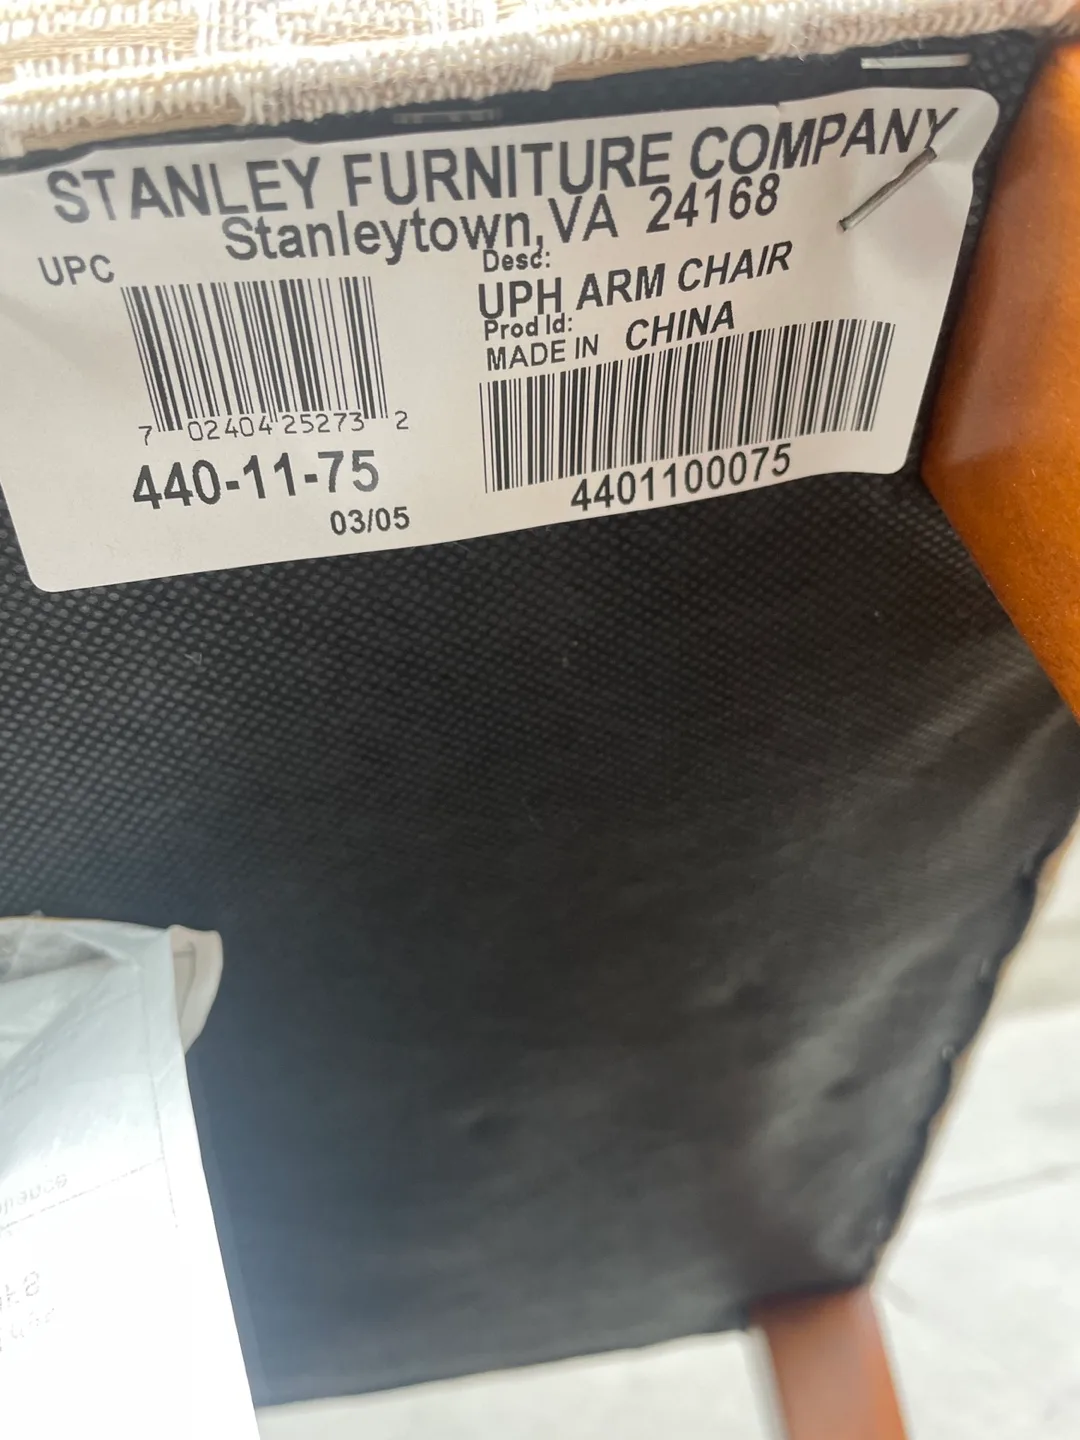 STANLEY FURNITURE COMPANY
Stanleytown, VA 24168
UPC
7 02404 25273 2
440-11-75
03/05
Desc:
UPH ARM CHAIR
Prod Id:
MADE IN CHINA
4401100075